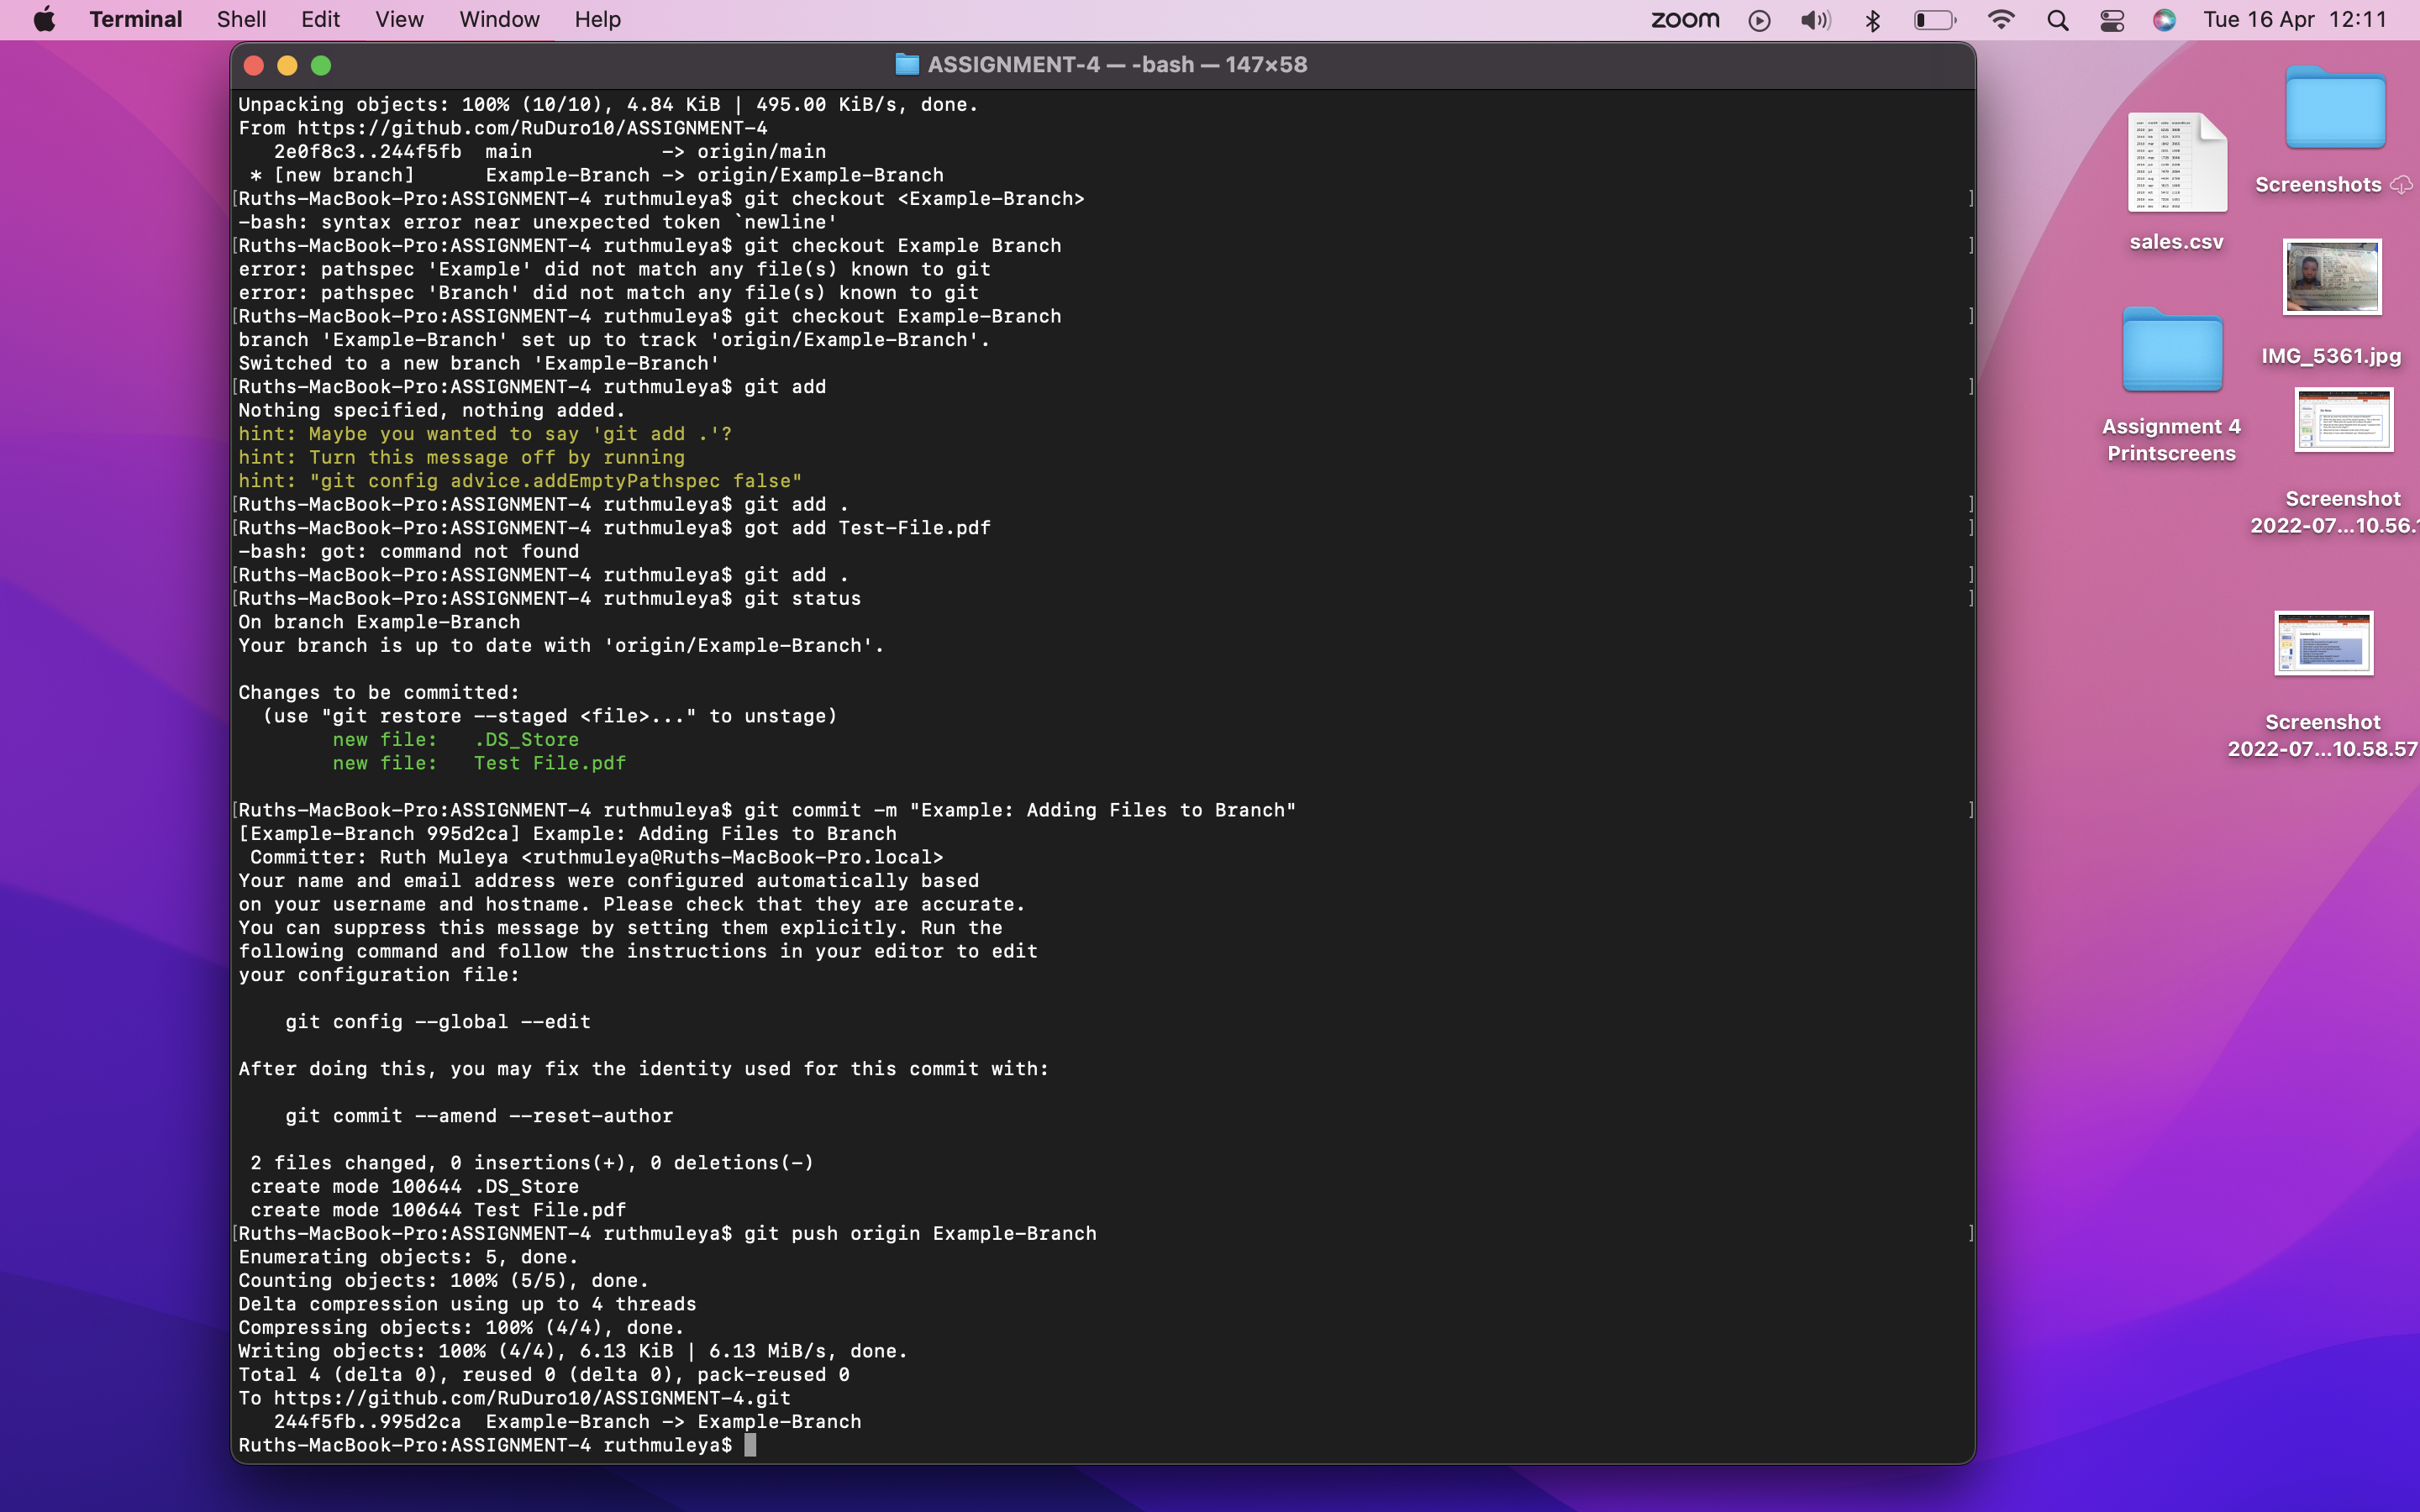 Terminal Shell Edit View Window Help zoom Tue 16 Apr 12:11
ASSIGNMENT-4 — -bash — 147×58
Unpacking objects: 100% (10/10), 4.84 KiB | 495.00 KiB/s, done.
From https://github.com/RuDuro10/ASSIGNMENT-4
   2e0f8c3..244f5fb  main           -> origin/main
 * [new branch]      Example-Branch -> origin/Example-Branch
[Ruths-MacBook-Pro:ASSIGNMENT-4 ruthmuleya$ git checkout <Example-Branch> ]
-bash: syntax error near unexpected token `newline'
[Ruths-MacBook-Pro:ASSIGNMENT-4 ruthmuleya$ git checkout Example Branch ]
error: pathspec 'Example' did not match any file(s) known to git
error: pathspec 'Branch' did not match any file(s) known to git
[Ruths-MacBook-Pro:ASSIGNMENT-4 ruthmuleya$ git checkout Example-Branch ]
branch 'Example-Branch' set up to track 'origin/Example-Branch'.
Switched to a new branch 'Example-Branch'
[Ruths-MacBook-Pro:ASSIGNMENT-4 ruthmuleya$ git add ]
Nothing specified, nothing added.
hint: Maybe you wanted to say 'git add .'?
hint: Turn this message off by running
hint: "git config advice.addEmptyPathspec false"
[Ruths-MacBook-Pro:ASSIGNMENT-4 ruthmuleya$ git add . ]
[Ruths-MacBook-Pro:ASSIGNMENT-4 ruthmuleya$ got add Test-File.pdf ]
-bash: got: command not found
[Ruths-MacBook-Pro:ASSIGNMENT-4 ruthmuleya$ git add . ]
[Ruths-MacBook-Pro:ASSIGNMENT-4 ruthmuleya$ git status ]
On branch Example-Branch
Your branch is up to date with 'origin/Example-Branch'.
Changes to be committed:
  (use "git restore --staged <file>..." to unstage)
        new file:   .DS_Store
        new file:   Test File.pdf
[Ruths-MacBook-Pro:ASSIGNMENT-4 ruthmuleya$ git commit -m "Example: Adding Files to Branch" ]
[Example-Branch 995d2ca] Example: Adding Files to Branch
 Committer: Ruth Muleya <ruthmuleya@Ruths-MacBook-Pro.local>
Your name and email address were configured automatically based
on your username and hostname. Please check that they are accurate.
You can suppress this message by setting them explicitly. Run the
following command and follow the instructions in your editor to edit
your configuration file:
    git config --global --edit
After doing this, you may fix the identity used for this commit with:
    git commit --amend --reset-author
 2 files changed, 0 insertions(+), 0 deletions(-)
 create mode 100644 .DS_Store
 create mode 100644 Test File.pdf
[Ruths-MacBook-Pro:ASSIGNMENT-4 ruthmuleya$ git push origin Example-Branch ]
Enumerating objects: 5, done.
Counting objects: 100% (5/5), done.
Delta compression using up to 4 threads
Compressing objects: 100% (4/4), done.
Writing objects: 100% (4/4), 6.13 KiB | 6.13 MiB/s, done.
Total 4 (delta 0), reused 0 (delta 0), pack-reused 0
To https://github.com/RuDuro10/ASSIGNMENT-4.git
   244f5fb..995d2ca  Example-Branch -> Example-Branch
Ruths-MacBook-Pro:ASSIGNMENT-4 ruthmuleya$
Screenshots
sales.csv
IMG_5361.jpg
Assignment 4
Printscreens
Screenshot
2022-07...10.56.
Screenshot
2022-07...10.58.57